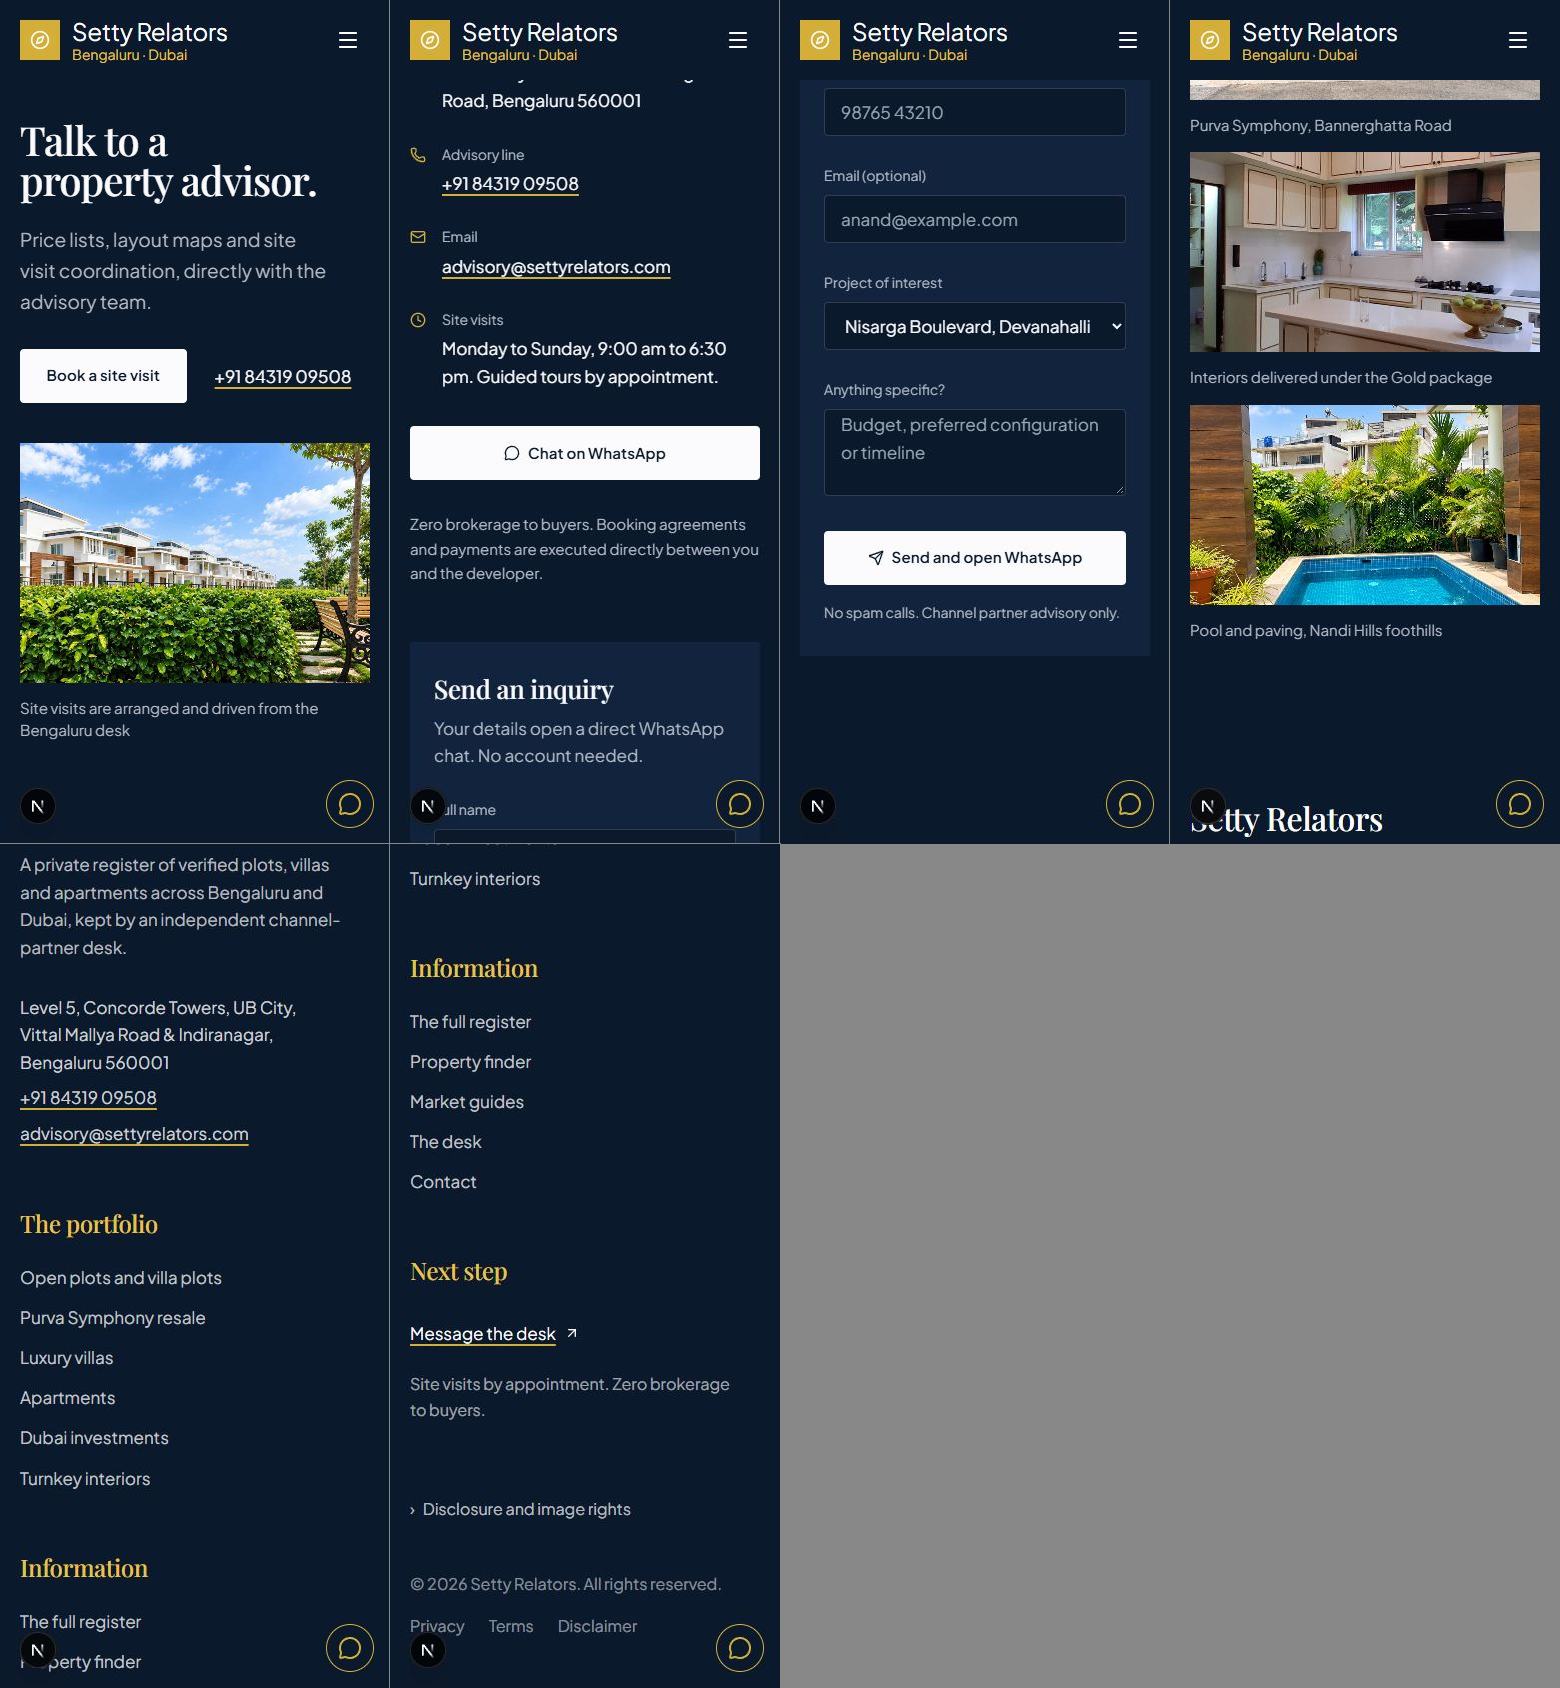 Setty Relators
Bengaluru · Dubai
Talk to a
property advisor.
Price lists, layout maps and site
visit coordination, directly with the
advisory team.
Book a site visit
+91 84319 09508
Site visits are arranged and driven from the
Bengaluru desk
N
Setty Relators
Bengaluru · Dubai
Road, Bengaluru 560001
Advisory line
+91 84319 09508
Email
advisory@settyrelators.com
Site visits
Monday to Sunday, 9:00 am to 6:30
pm. Guided tours by appointment.
Chat on WhatsApp
Zero brokerage to buyers. Booking agreements
and payments are executed directly between you
and the developer.
Send an inquiry
Your details open a direct WhatsApp
chat. No account needed.
ull name
N
Setty Relators
Bengaluru · Dubai
98765 43210
Email (optional)
anand@example.com
Project of interest
Nisarga Boulevard, Devanahalli
Anything specific?
Budget, preferred configuration
or timeline
Send and open WhatsApp
No spam calls. Channel partner advisory only.
N
Setty Relators
Bengaluru · Dubai
Purva Symphony, Bannerghatta Road
Interiors delivered under the Gold package
Pool and paving, Nandi Hills foothills
N
Setty Relators
A private register of verified plots, villas
and apartments across Bengaluru and
Dubai, kept by an independent channel-
partner desk.
Level 5, Concorde Towers, UB City,
Vittal Mallya Road & Indiranagar,
Bengaluru 560001
+91 84319 09508
advisory@settyrelators.com
The portfolio
Open plots and villa plots
Purva Symphony resale
Luxury villas
Apartments
Dubai investments
Turnkey interiors
Information
The full register
Property finder
N
Turnkey interiors
Information
The full register
Property finder
Market guides
The desk
Contact
Next step
Message the desk
Site visits by appointment. Zero brokerage
to buyers.
› Disclosure and image rights
© 2026 Setty Relators. All rights reserved.
Privacy Terms Disclaimer
N